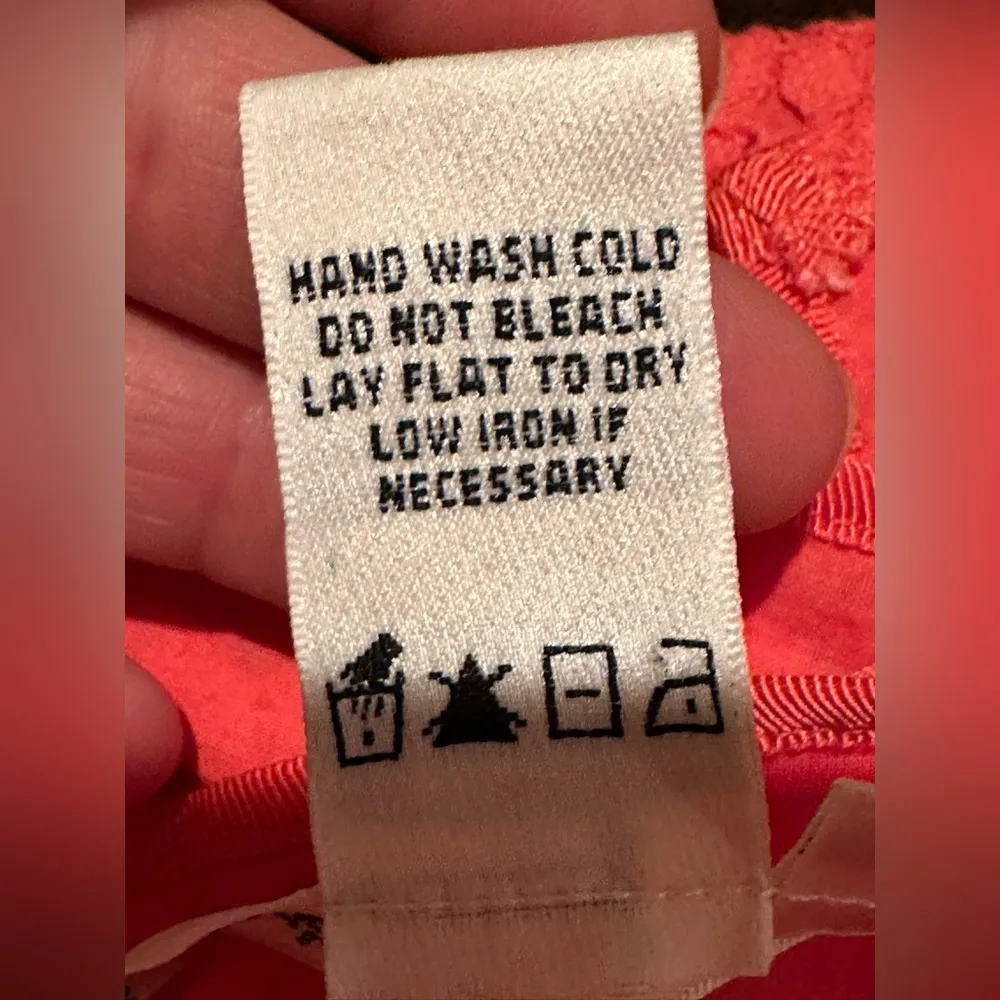 HAND WASH COLD
DO NOT BLEACH
LAY FLAT TO DRY
LOW IRON IF
NECESSARY